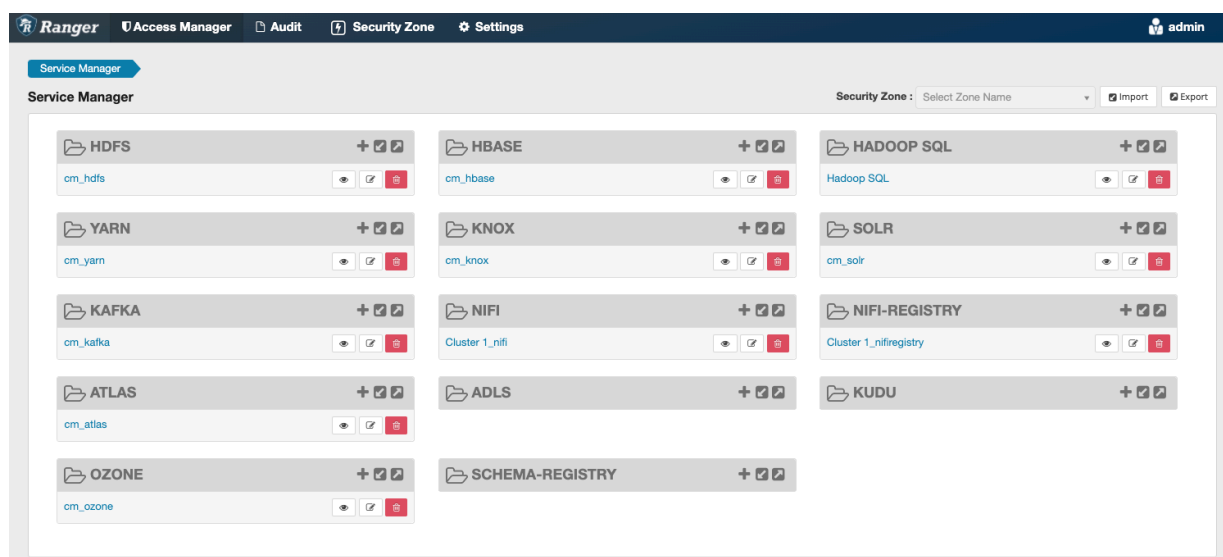 Ranger Access Manager Audit Security Zone Settings admin
Service Manager
Service Manager Security Zone : Select Zone Name Import Export
HDFS HBASE HADOOP SQL
cm_hdfs cm_hbase Hadoop SQL
YARN KNOX SOLR
cm_yarn cm_knox cm_solr
KAFKA NIFI NIFI-REGISTRY
cm_kafka Cluster 1_nifi Cluster 1_nifiregistry
ATLAS ADLS KUDU
cm_atlas
OZONE SCHEMA-REGISTRY
cm_ozone